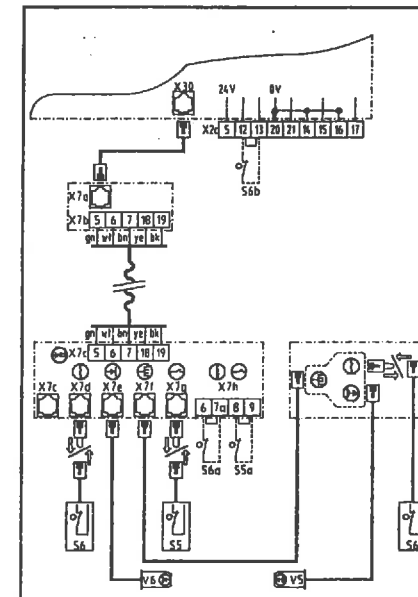 X30
24V 0V
X2c 5 12 13 20 21 14 15 16 17
S6b
X7a
X7b 5 6 7 18 19
gn wt bn ye bk
gn wt bn ye bk
X7c 5 6 7 18 19
X7c X7d X7e X7f X7g X7h
6 7a 8 9
S6a S5a
S6 S5 S6
V6 V5